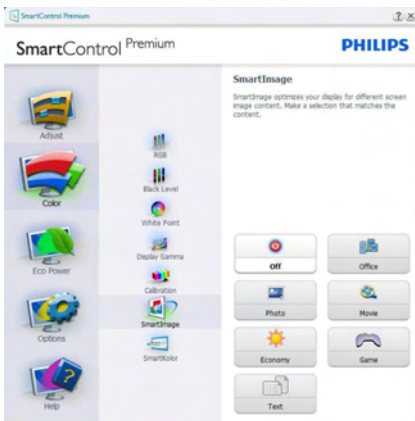 SmartControl Premium
SmartControl Premium
PHILIPS
Adjust
Color
Eco Power
Options
Help
RGB
Black Level
White Point
Display Gamma
Calibration
SmartImage
SmartKolor
SmartImage
SmartImage optimizes your display for different screen
image content. Make a selection that matches the
content.
Off
Office
Photo
Movie
Economy
Game
Text